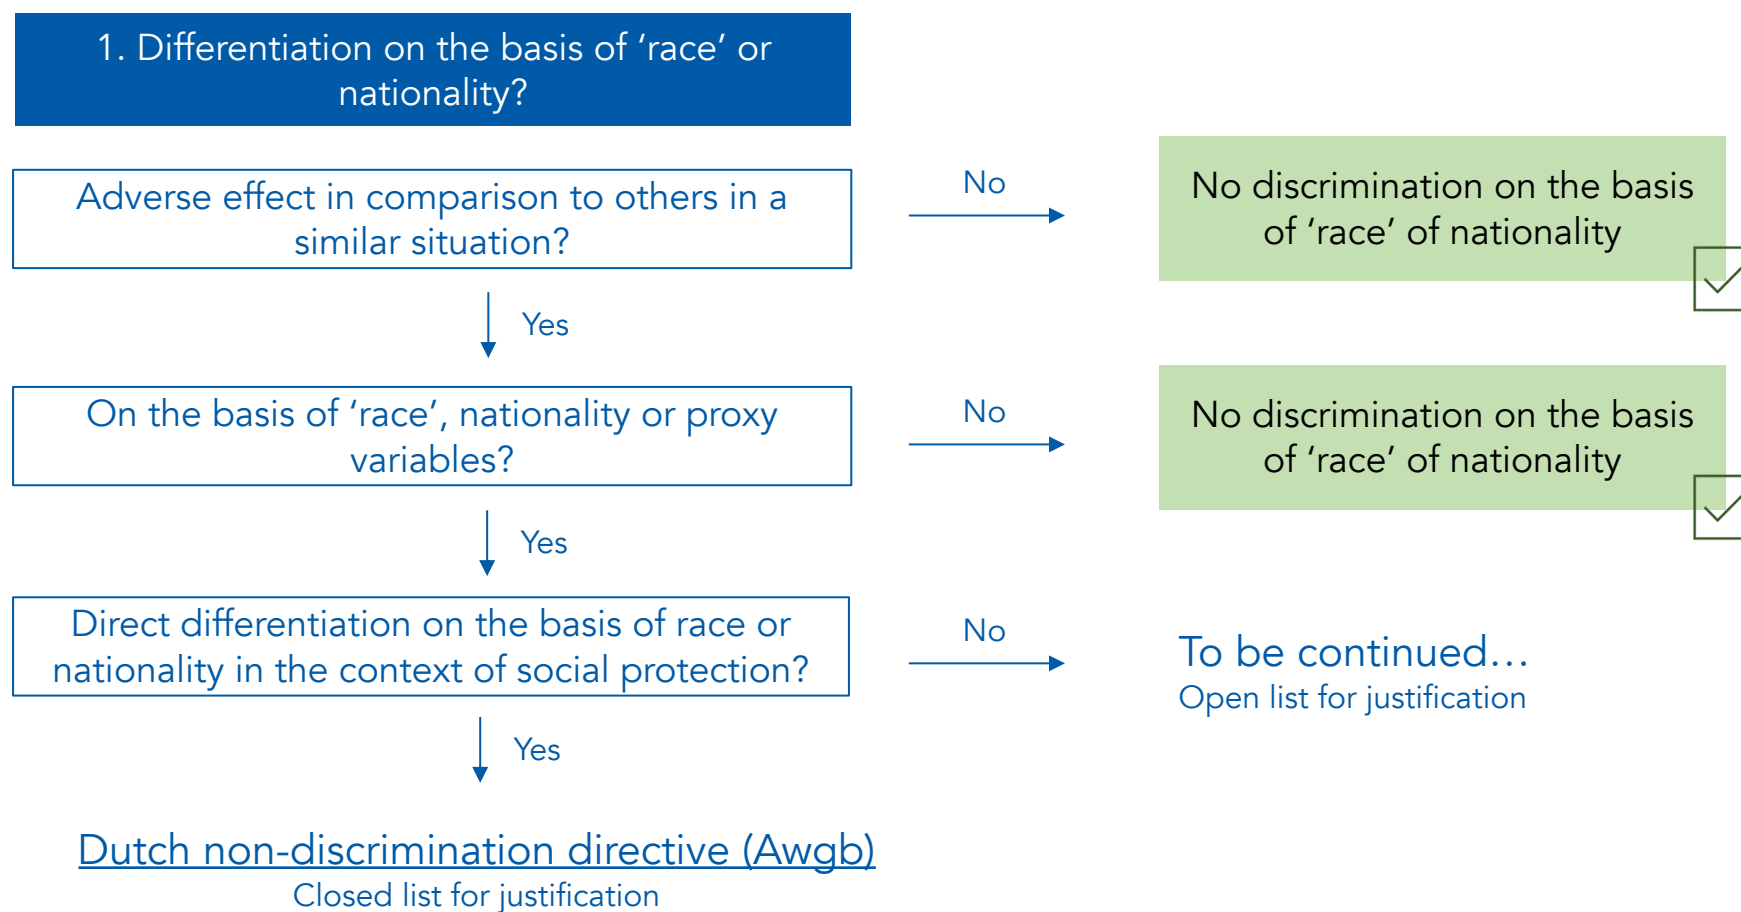 1. Differentiation on the basis of ‘race’ or
nationality?
Adverse effect in comparison to others in a
similar situation?
No
No discrimination on the basis
of ‘race’ of nationality
Yes
On the basis of ‘race’, nationality or proxy
variables?
No
No discrimination on the basis
of ‘race’ of nationality
Yes
Direct differentiation on the basis of race or
nationality in the context of social protection?
No
To be continued…
Open list for justification
Yes
Dutch non-discrimination directive (Awgb)
Closed list for justification